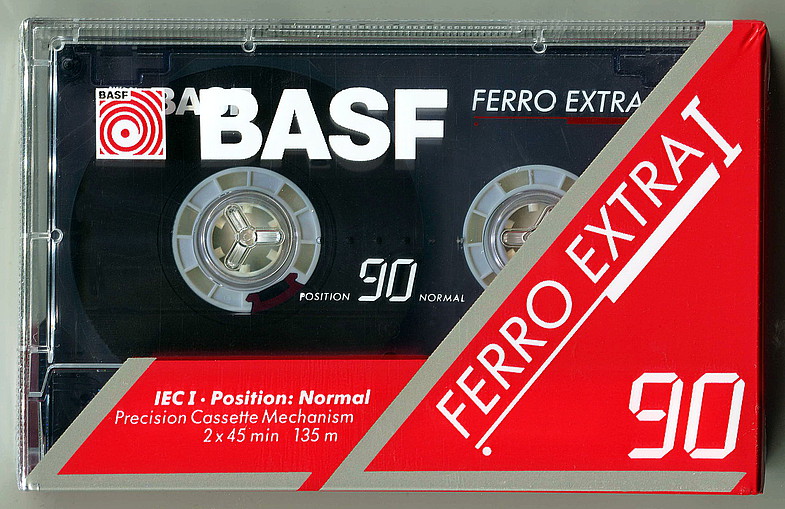 BASF
BASF
BASF
FERRO EXTRA
FERRO EXTRA I
POSITION 90 NORMAL
90
IEC I · Position: Normal
Precision Cassette Mechanism
2 x 45 min 135 m